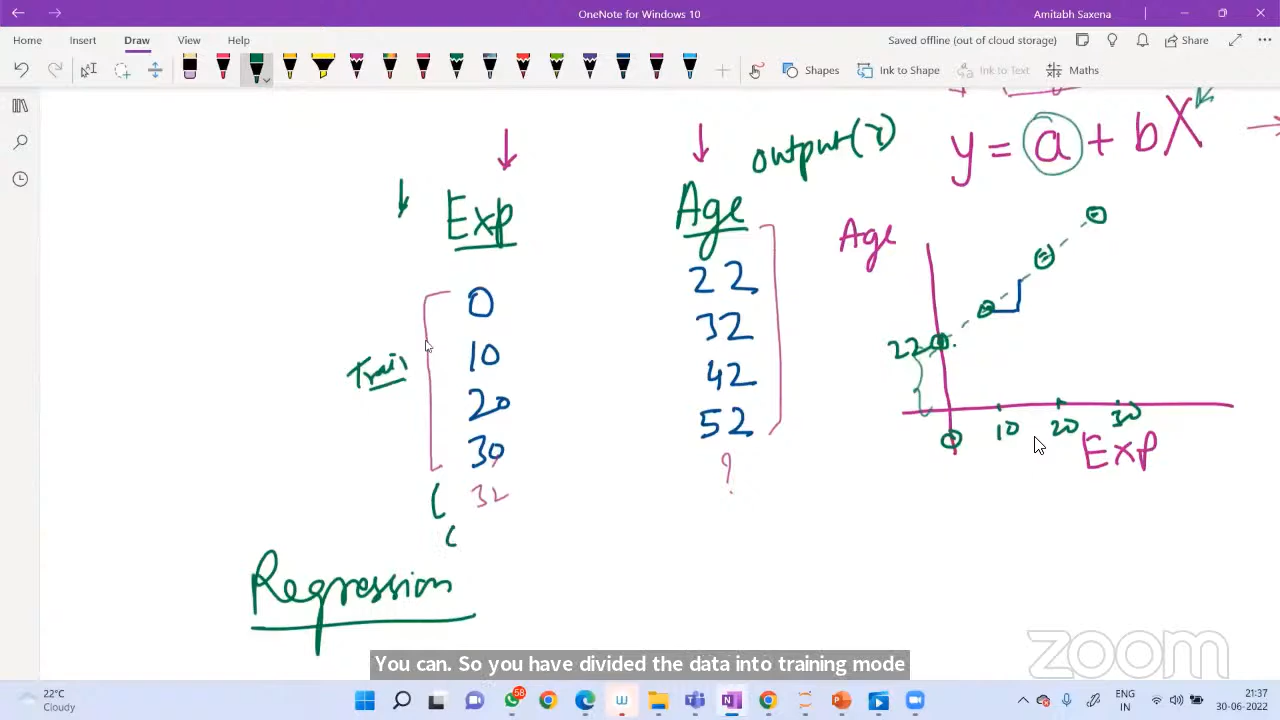 OneNote for Windows 10
Amitabh Saxena
Home Insert Draw View Help
Saved offline (out of cloud storage)
Share
Shapes
Ink to Shape
Ink to Text
Maths
output(Y)
y = a + bX
Exp
Age
0 22
10 32
20 42
30 52
32 ?
Train
Age
22
0 10 20 30
Exp
Regression
zoom
You can. So you have divided the data into training mode
22°C
Cloudy
58
ENG
IN
21:37
30-06-2022